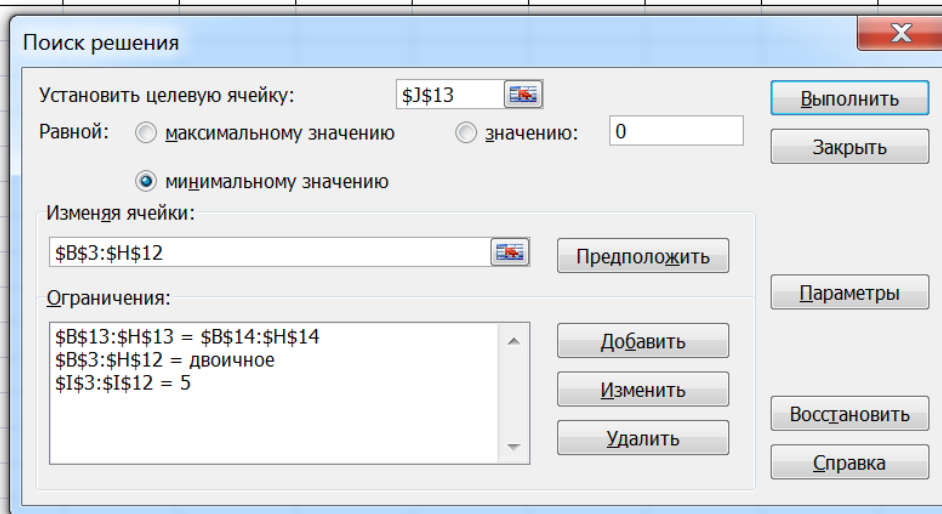 Поиск решения
Установить целевую ячейку: $J$13
Выполнить
Равной: максимальному значению значению: 0
Закрыть
минимальному значению
Изменяя ячейки:
$B$3:$H$12
Предположить
Параметры
Ограничения:
$B$13:$H$13 = $B$14:$H$14
$B$3:$H$12 = двоичное
$I$3:$I$12 = 5
Добавить
Изменить
Удалить
Восстановить
Справка